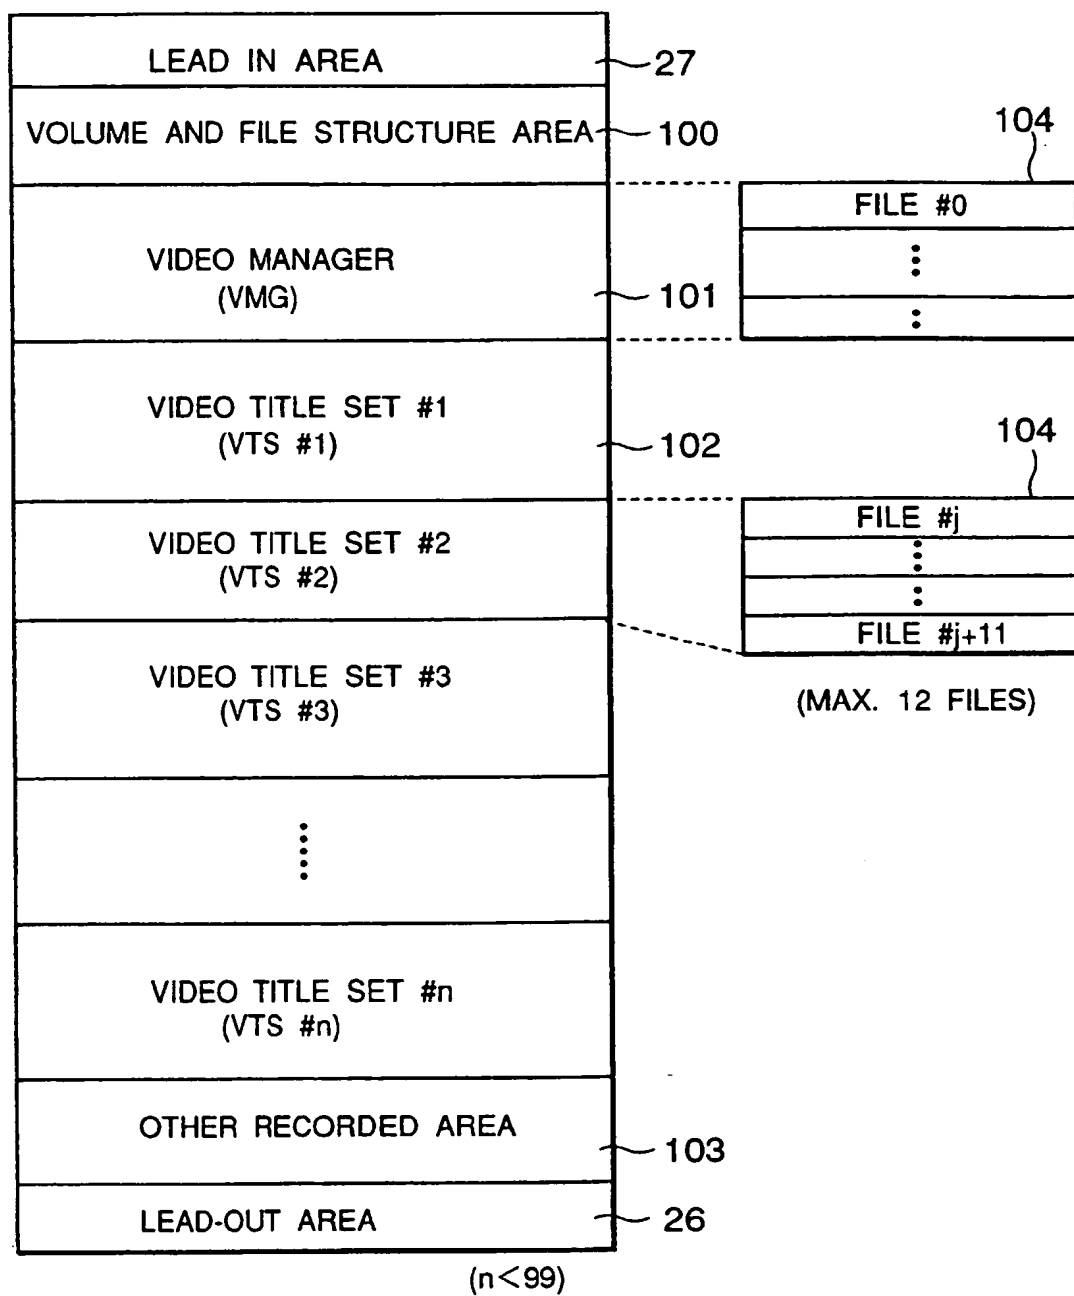 LEAD IN AREA
27
VOLUME AND FILE STRUCTURE AREA
100
VIDEO MANAGER
(VMG)
101
104
FILE #0
VIDEO TITLE SET #1
(VTS #1)
102
104
FILE #j
FILE #j+11
(MAX. 12 FILES)
VIDEO TITLE SET #2
(VTS #2)
VIDEO TITLE SET #3
(VTS #3)
VIDEO TITLE SET #n
(VTS #n)
OTHER RECORDED AREA
103
LEAD-OUT AREA
26
(n<99)